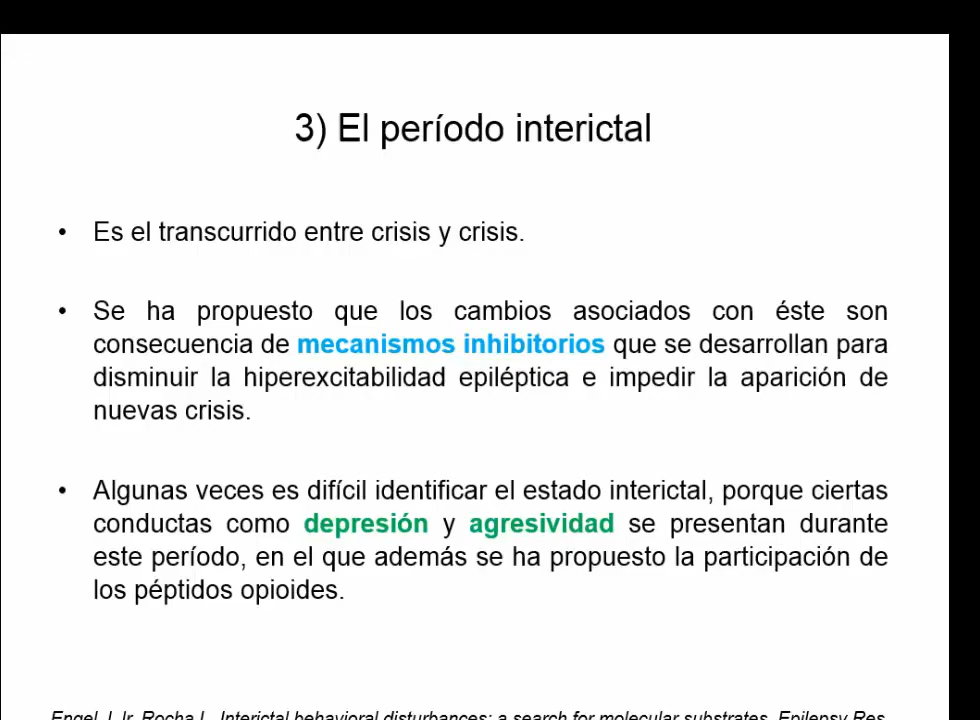 3) El período interictal
• Es el transcurrido entre crisis y crisis.
• Se ha propuesto que los cambios asociados con éste son
consecuencia de mecanismos inhibitorios que se desarrollan para
disminuir la hiperexcitabilidad epiléptica e impedir la aparición de
nuevas crisis.
• Algunas veces es difícil identificar el estado interictal, porque ciertas
conductas como depresión y agresividad se presentan durante
este período, en el que además se ha propuesto la participación de
los péptidos opioides.
Engel J Jr, Rocha L. Interictal behavioral disturbances: a search for molecular substrates. Epilepsy Res